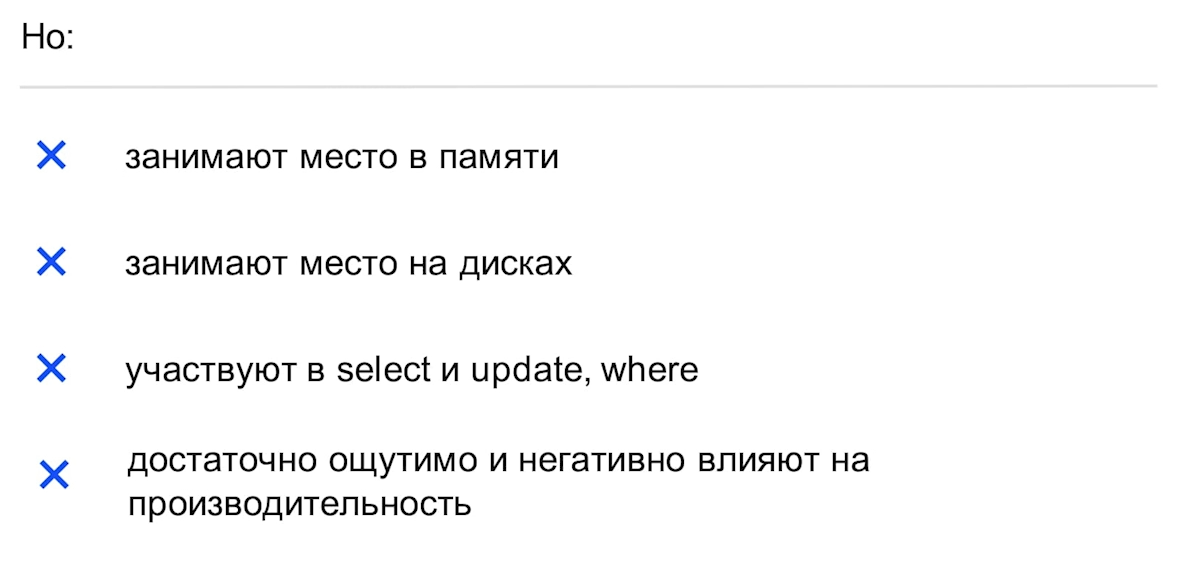 Но:
занимают место в памяти
занимают место на дисках
участвуют в select и update, where
достаточно ощутимо и негативно влияют на
производительность